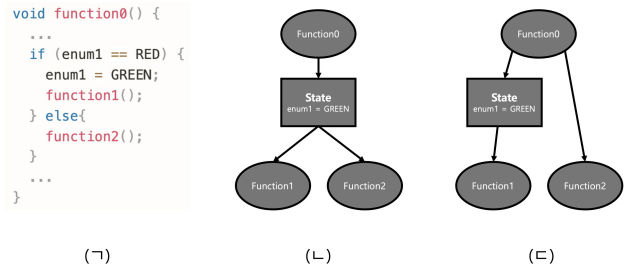 void function0() {
...
if (enum1 == RED) {
enum1 = GREEN;
function1();
} else{
function2();
}
...
}
Function0
State
enum1 = GREEN
Function1
Function2
Function0
State
enum1 = GREEN
Function1
Function2
(ㄱ)
(ㄴ)
(ㄷ)